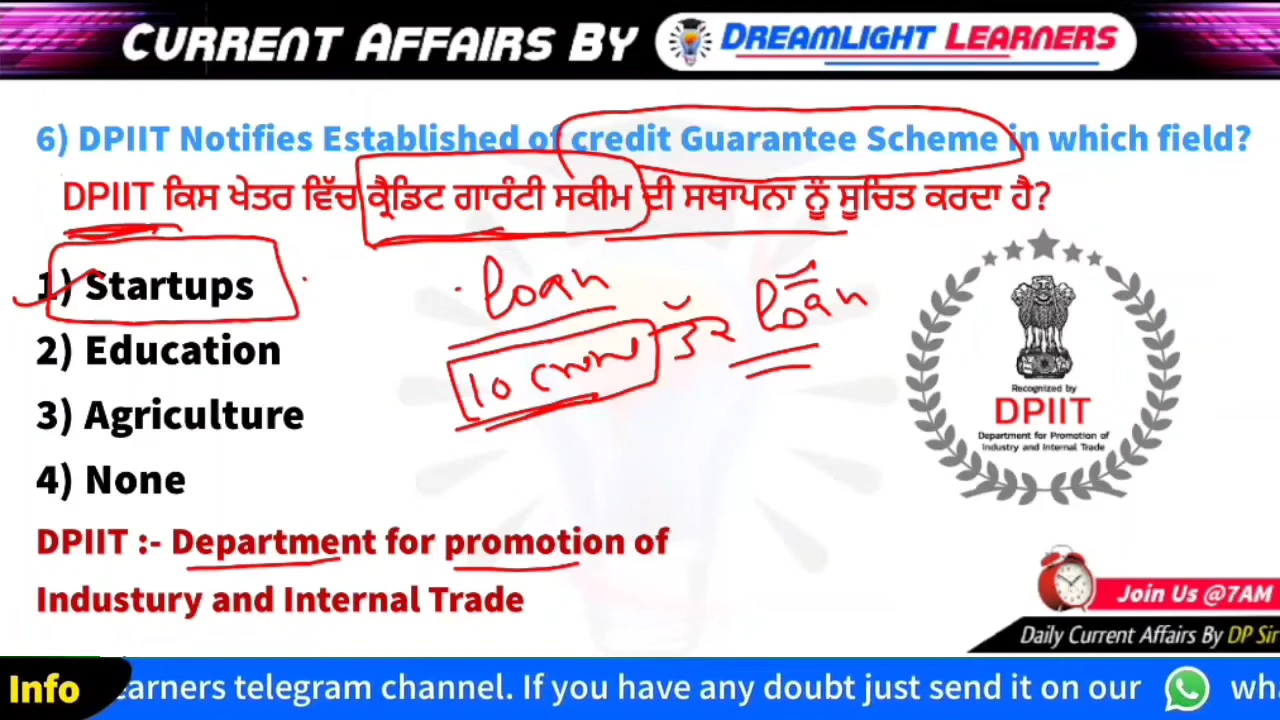 CURRENT AFFAIRS BY DREAMLIGHT LEARNERS
6) DPIIT Notifies Established of credit Guarantee Scheme in which field?
DPIIT ਕਿਸ ਖੇਤਰ ਵਿੱਚ ਕ੍ਰੈਡਿਟ ਗਾਰੰਟੀ ਸਕੀਮ ਦੀ ਸਥਾਪਨਾ ਨੂੰ ਸੂਚਿਤ ਕਰਦਾ ਹੈ?
1) Startups
loan
loan
10
ਤੱਕ
2) Education
3) Agriculture
4) None
Recognized by
DPIIT
Department for Promotion of
Industry and Internal Trade
DPIIT :- Department for promotion of
Industury and Internal Trade
Join Us @7AM
Daily Current Affairs By DP Sir
Info earners telegram channel. If you have any doubt just send it on our wha